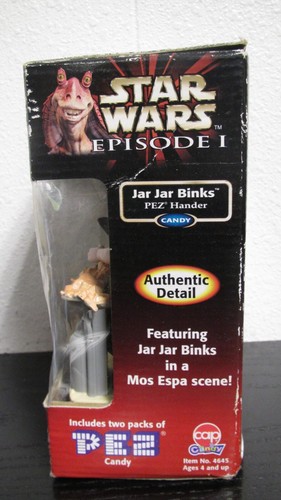 STAR
WARS™
EPISODE I
Jar Jar Binks™
PEZ® Hander
CANDY
Authentic
Detail
Featuring
Jar Jar Binks
in a
Mos Espa scene!
Includes two packs of
PEZ
Candy
cap
Candy
Item No. 4645
Ages 4 and up